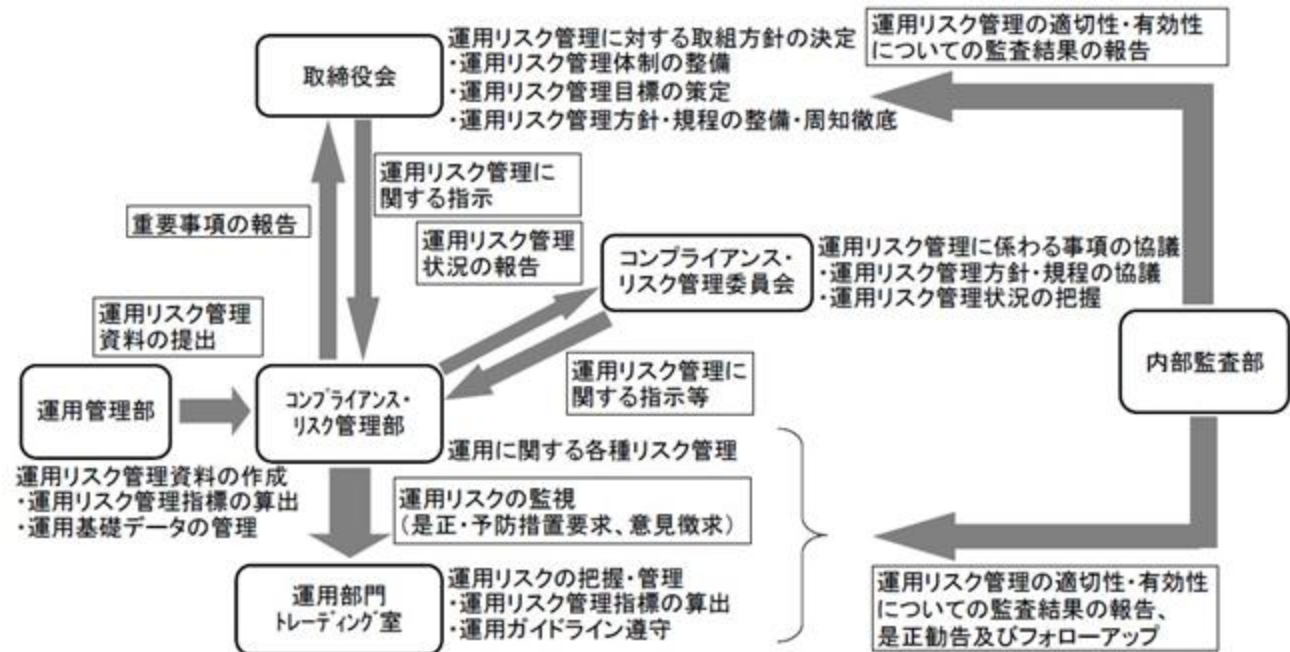 取締役会
運用リスク管理に対する取組方針の決定
・運用リスク管理体制の整備
・運用リスク管理目標の策定
・運用リスク管理方針・規程の整備・周知徹底
運用リスク管理の適切性・有効性
についての監査結果の報告
運用リスク管理に
関する指示
重要事項の報告
運用リスク管理
状況の報告
コンプライアンス・
リスク管理委員会
運用リスク管理に係わる事項の協議
・運用リスク管理方針・規程の協議
・運用リスク管理状況の把握
運用リスク管理
資料の提出
内部監査部
運用管理部
コンプライアンス・
リスク管理部
運用リスク管理に
関する指示等
運用に関する各種リスク管理
運用リスク管理資料の作成
・運用リスク管理指標の算出
・運用基礎データの管理
運用リスクの監視
（是正・予防措置要求、意見徴求）
運用部門
トレーディング室
運用リスクの把握・管理
・運用リスク管理指標の算出
・運用ガイドライン遵守
運用リスク管理の適切性・有効性
についての監査結果の報告、
是正勧告及びフォローアップ